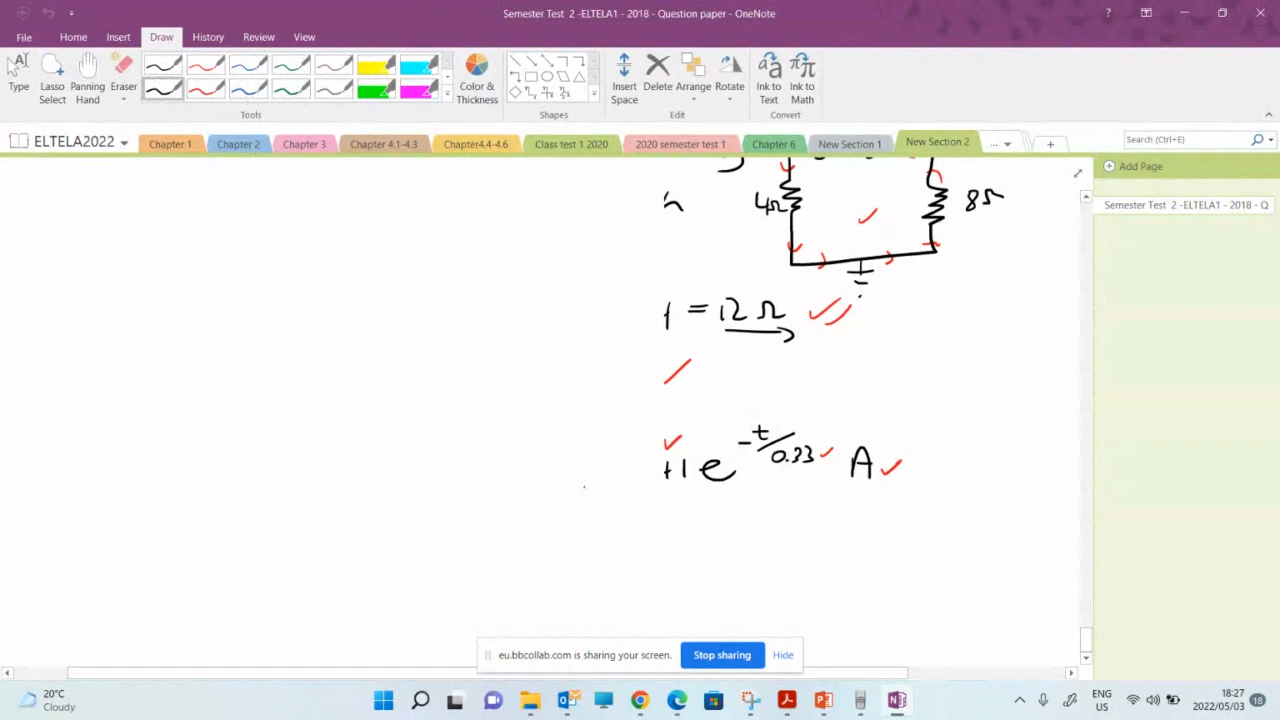 Semester Test 2 -ELTELA1 - 2018 - Question paper - OneNote
File Home Insert Draw History Review View
Type Lasso Select Panning Hand Eraser Color & Thickness Insert Space Delete Arrange Rotate Ink to Text Ink to Math
Tools Shapes Edit Convert
ELTELA2022 Chapter 1 Chapter 2 Chapter 3 Chapter 4.1-4.3 Chapter4.4-4.6 Class test 1 2020 2020 semester test 1 Chapter 6 New Section 1 New Section 2 ... Search (Ctrl+E)
Add Page
Semester Test 2 -ELTELA1 - 2018 - Q
4Ω 8Ω
= 12 Ω
+1 e^-t/0.33 A
eu.bbcollab.com is sharing your screen. Stop sharing Hide
20°C
Cloudy
ENG
US
18:27
2022/05/03
18